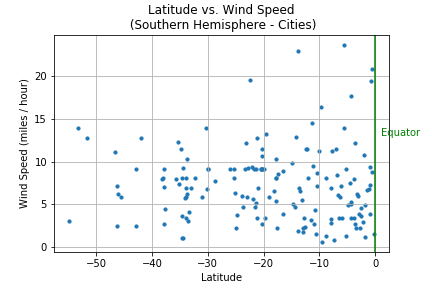 Latitude vs. Wind Speed
(Southern Hemisphere - Cities)
Wind Speed (miles / hour)
20
15
10
5
0
Equator
−50
−40
−30
−20
−10
0
Latitude